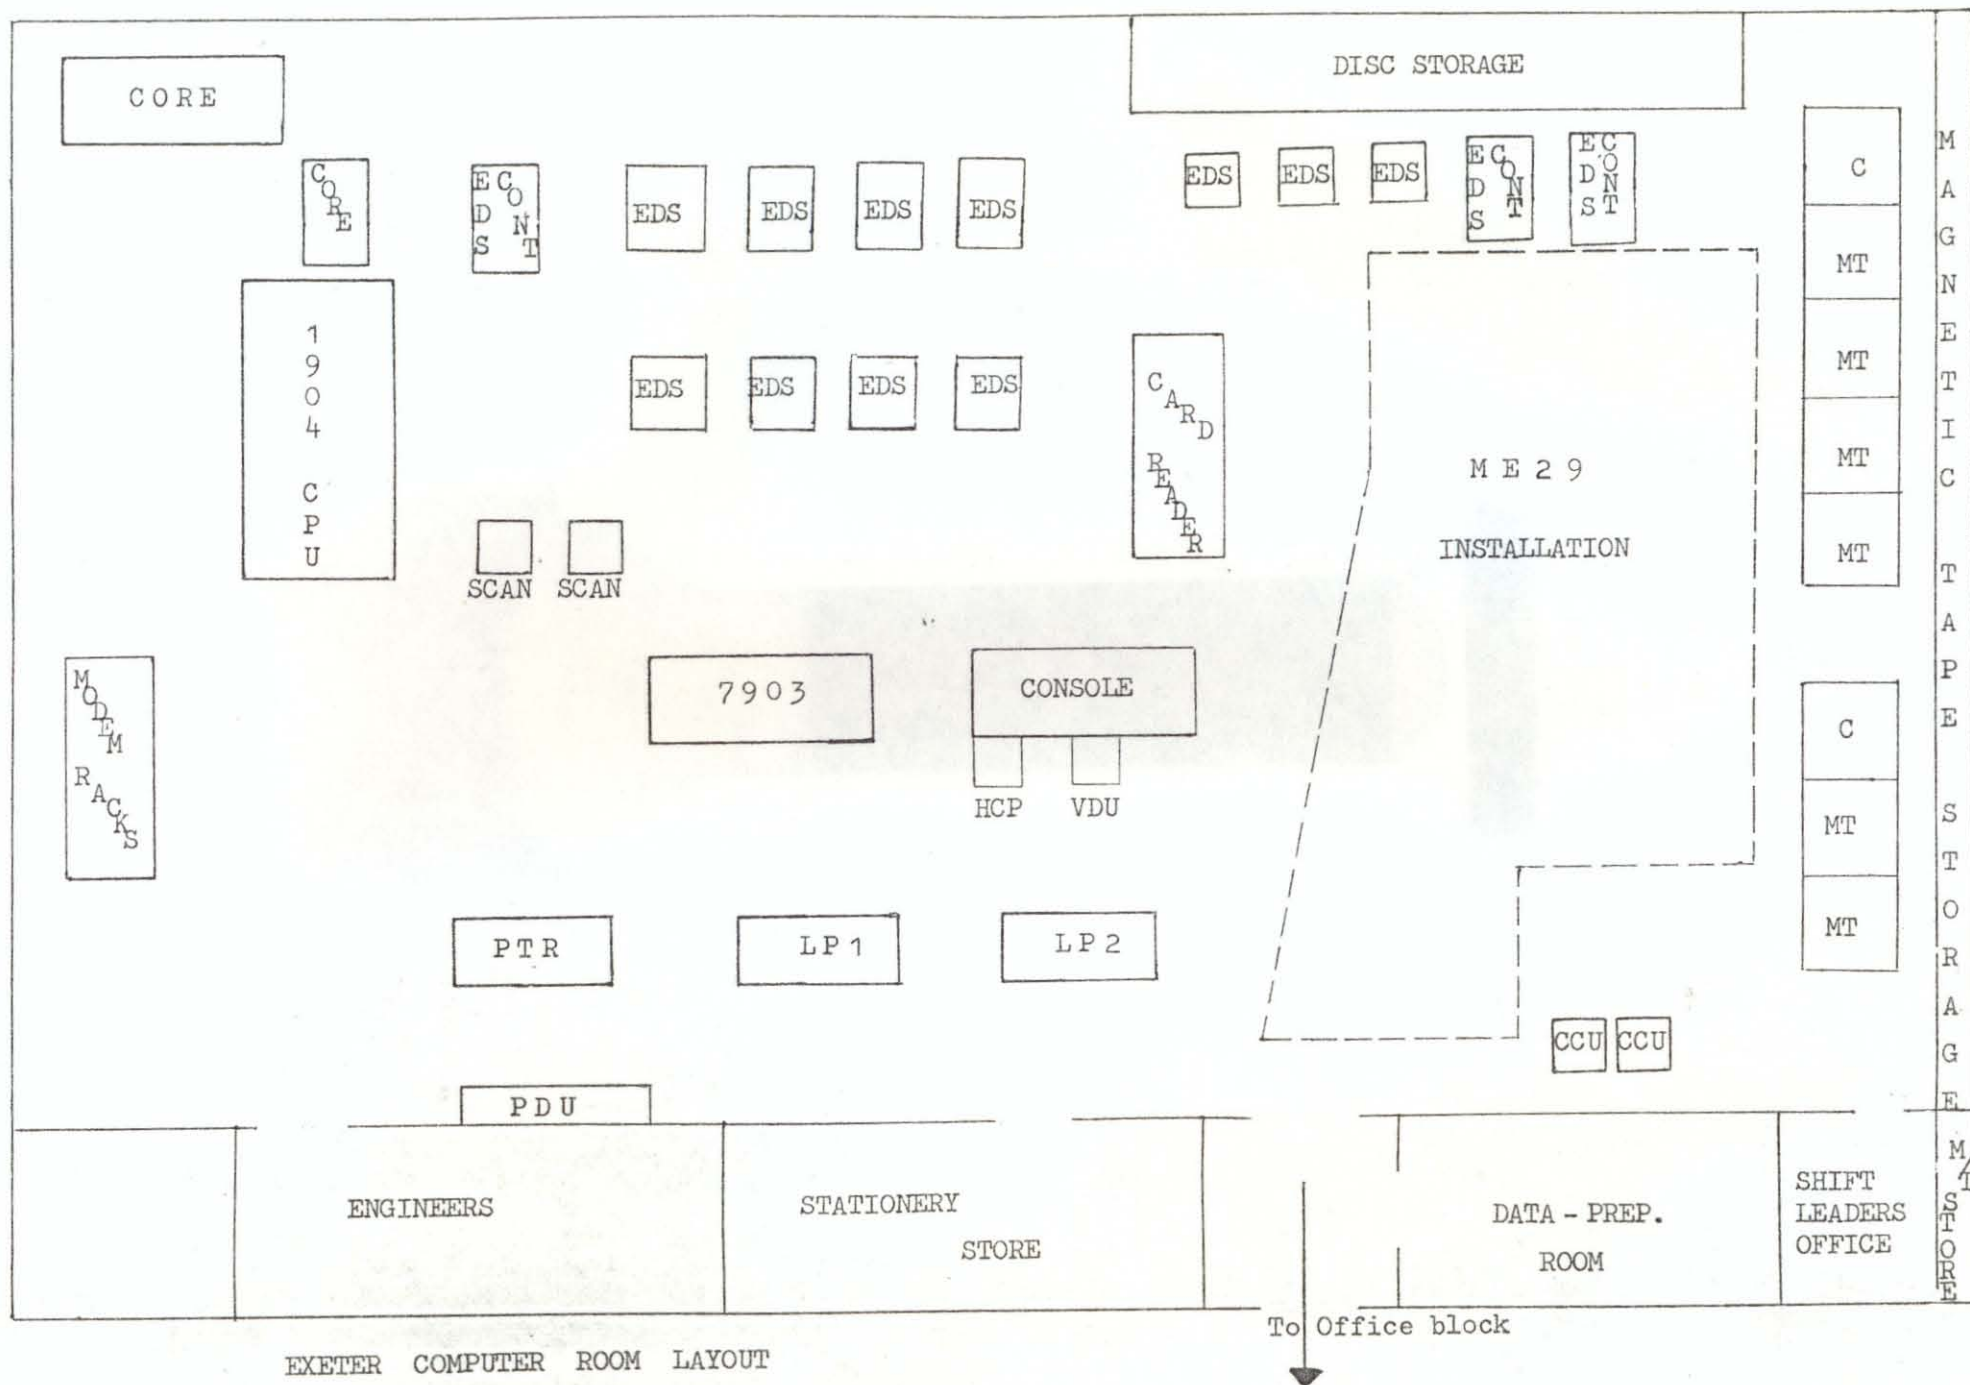 DISC STORAGE
CORE
CORE
EDS CONT
EDS
EDS
EDS
EDS
EDS
EDS
EDS
EDS CONT
EDS CONT
C
MT
MT
MT
MT
MAGNETIC TAPE STORAGE
1904 CPU
EDS
EDS
EDS
EDS
CARD READER
ME29
INSTALLATION
SCAN
SCAN
MODEM RACKS
7903
CONSOLE
HCP
VDU
C
MT
MT
PTR
LP1
LP2
CCU
CCU
PDU
ENGINEERS
STATIONERY
STORE
DATA - PREP.
ROOM
SHIFT
LEADERS
OFFICE
M/T STORE
To Office block
EXETER COMPUTER ROOM LAYOUT